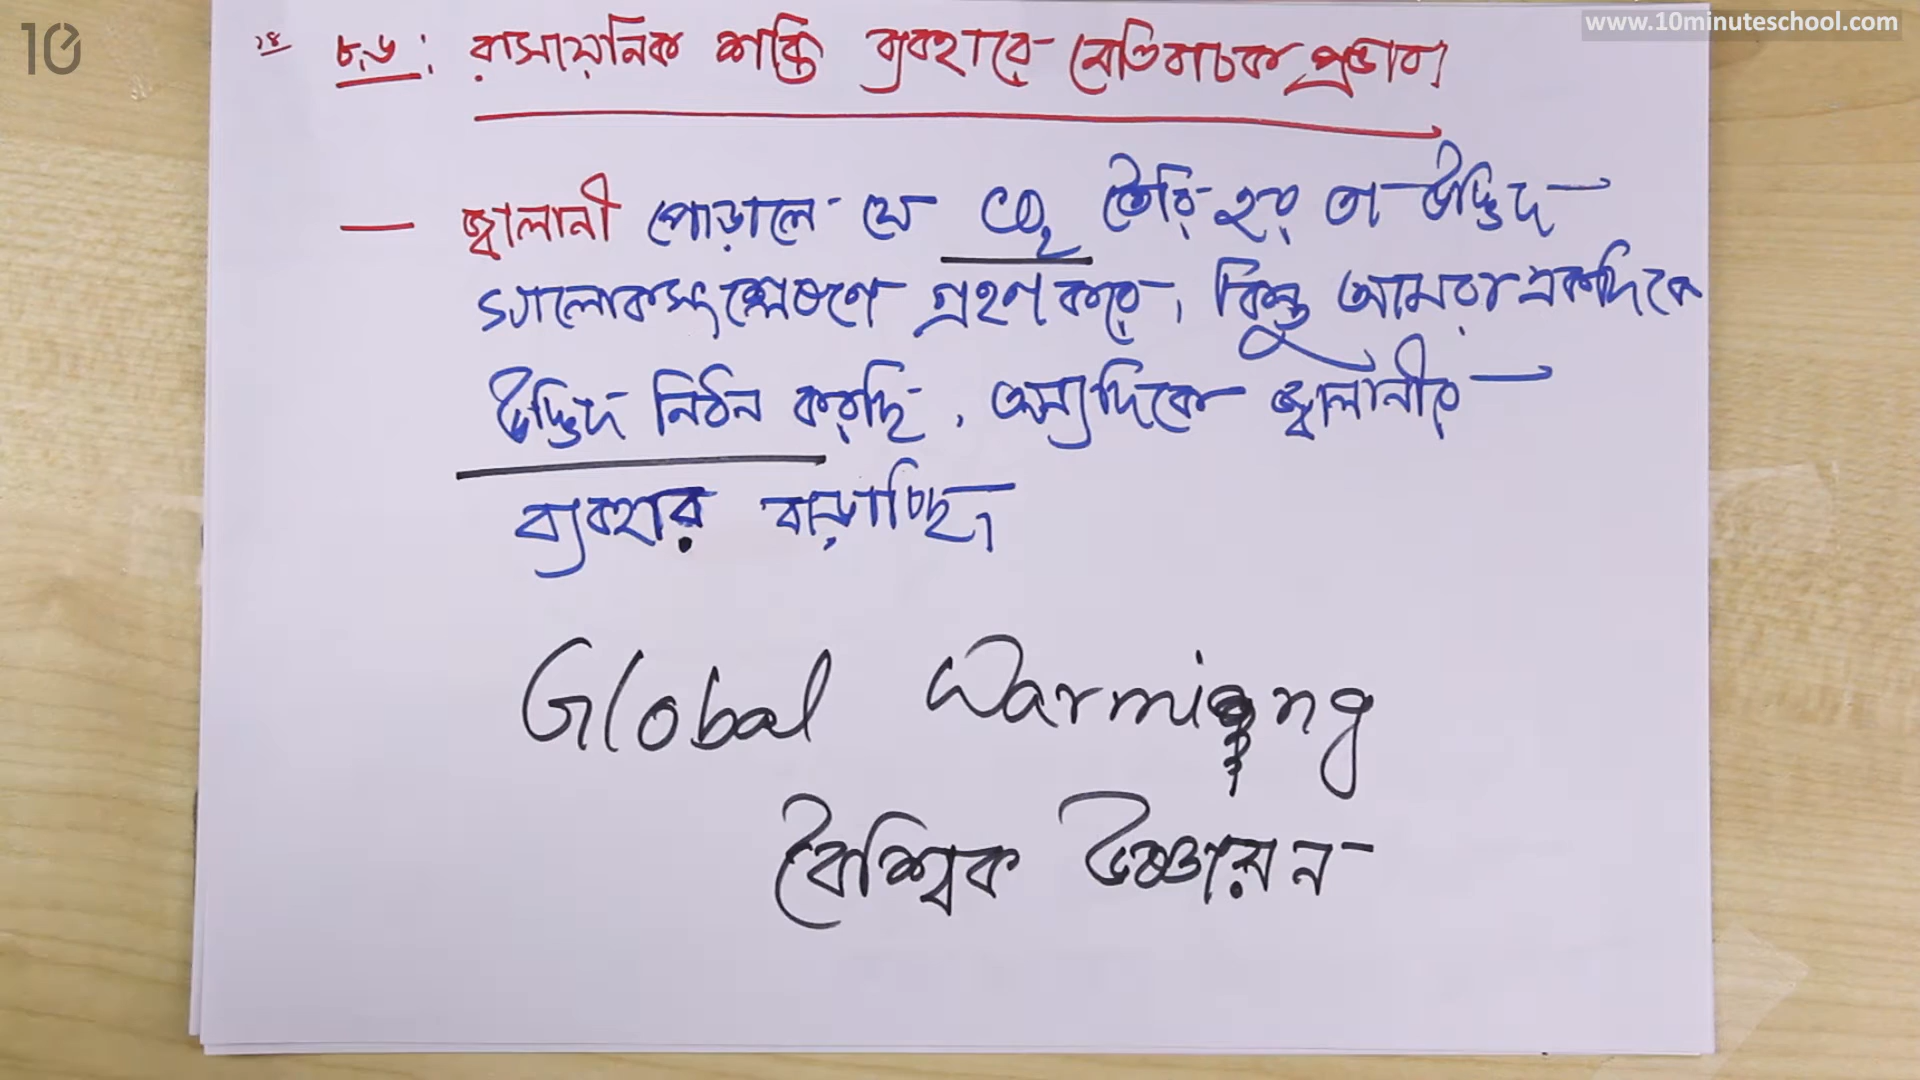 10
www.10minuteschool.com
১৪ ৮.৬: রাসায়নিক শক্তি ব্যবহারে নেতিবাচক প্রভাব।
— জ্বালানী পোড়ালে যে CO₂ তৈরি হয় তা উদ্ভিদ
সালোকসংশ্লেষণে গ্রহণ করে, কিন্তু আমরা একদিকে
উদ্ভিদ নিধন করছি, অন্যদিকে জ্বালানীর
ব্যবহার বাড়াচ্ছি।
Global Warming
বৈশ্বিক উষ্ণায়ন